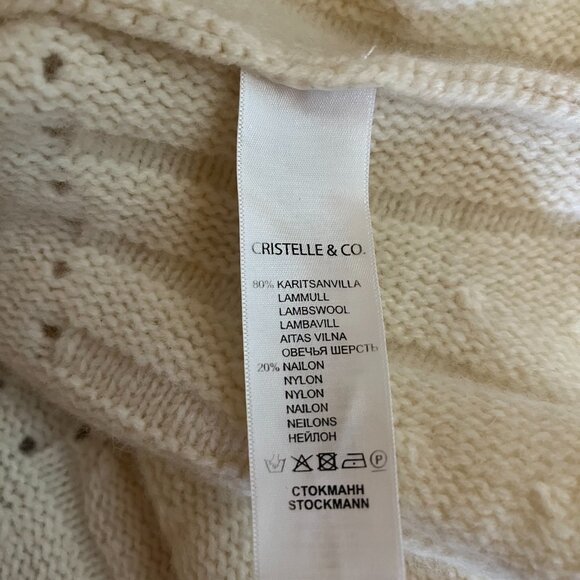 CRISTELLE & CO.
80% KARITSANVILLA
LAMMULL
LAMBSWOOL
LAMBAVILL
AITAS VILNA
ОВЕЧЬЯ ШЕРСТЬ
20% NAILON
NYLON
NYLON
NAILON
NEILONS
НЕЙЛОН
P
СТОКМАНН
STOCKMANN